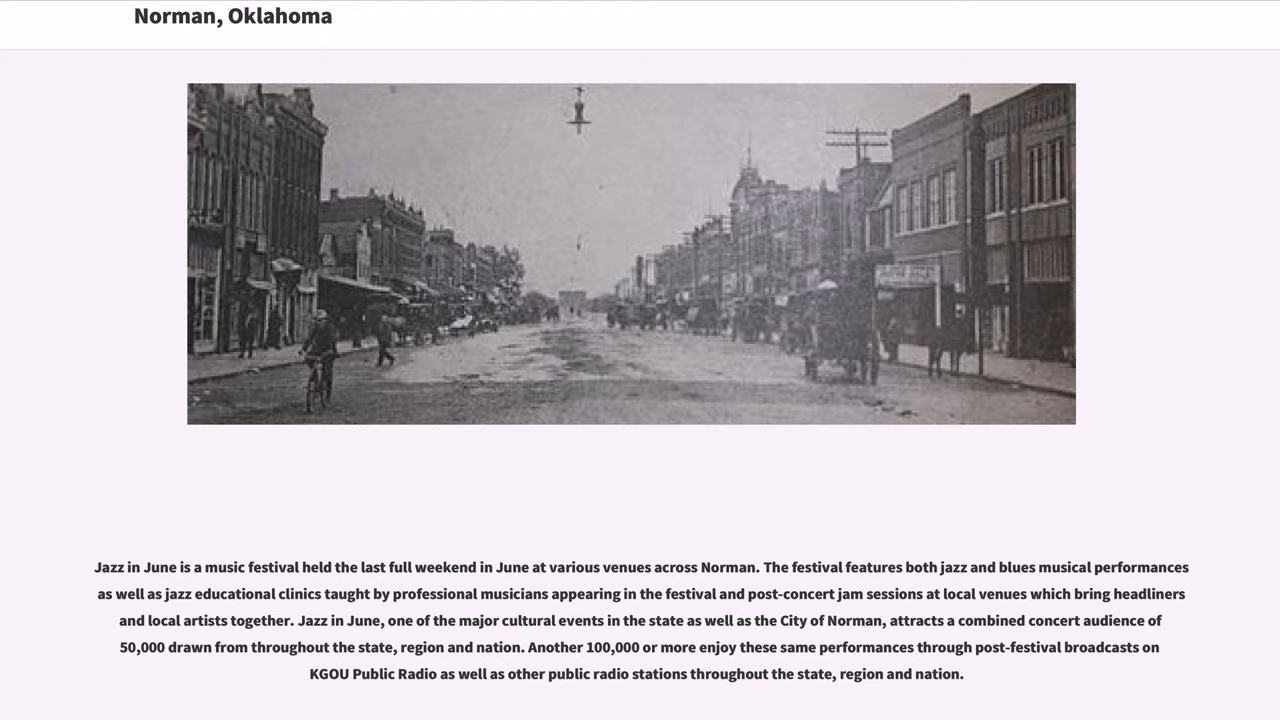 Norman, Oklahoma
Jazz in June is a music festival held the last full weekend in June at various venues across Norman. The festival features both jazz and blues musical performances
as well as jazz educational clinics taught by professional musicians appearing in the festival and post-concert jam sessions at local venues which bring headliners
and local artists together. Jazz in June, one of the major cultural events in the state as well as the City of Norman, attracts a combined concert audience of
50,000 drawn from throughout the state, region and nation. Another 100,000 or more enjoy these same performances through post-festival broadcasts on
KGOU Public Radio as well as other public radio stations throughout the state, region and nation.